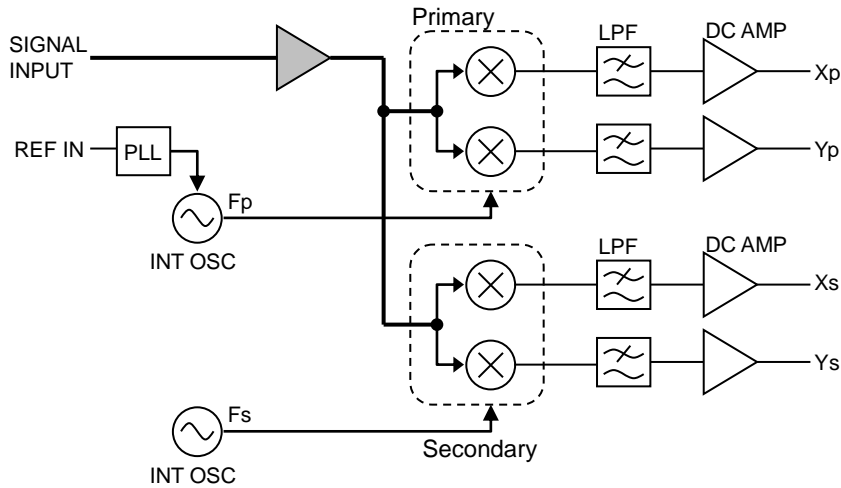 Primary
SIGNAL
INPUT
LPF
DC AMP
Xp
REF IN
PLL
Yp
Fp
INT OSC
LPF
DC AMP
Xs
Ys
Fs
Secondary
INT OSC